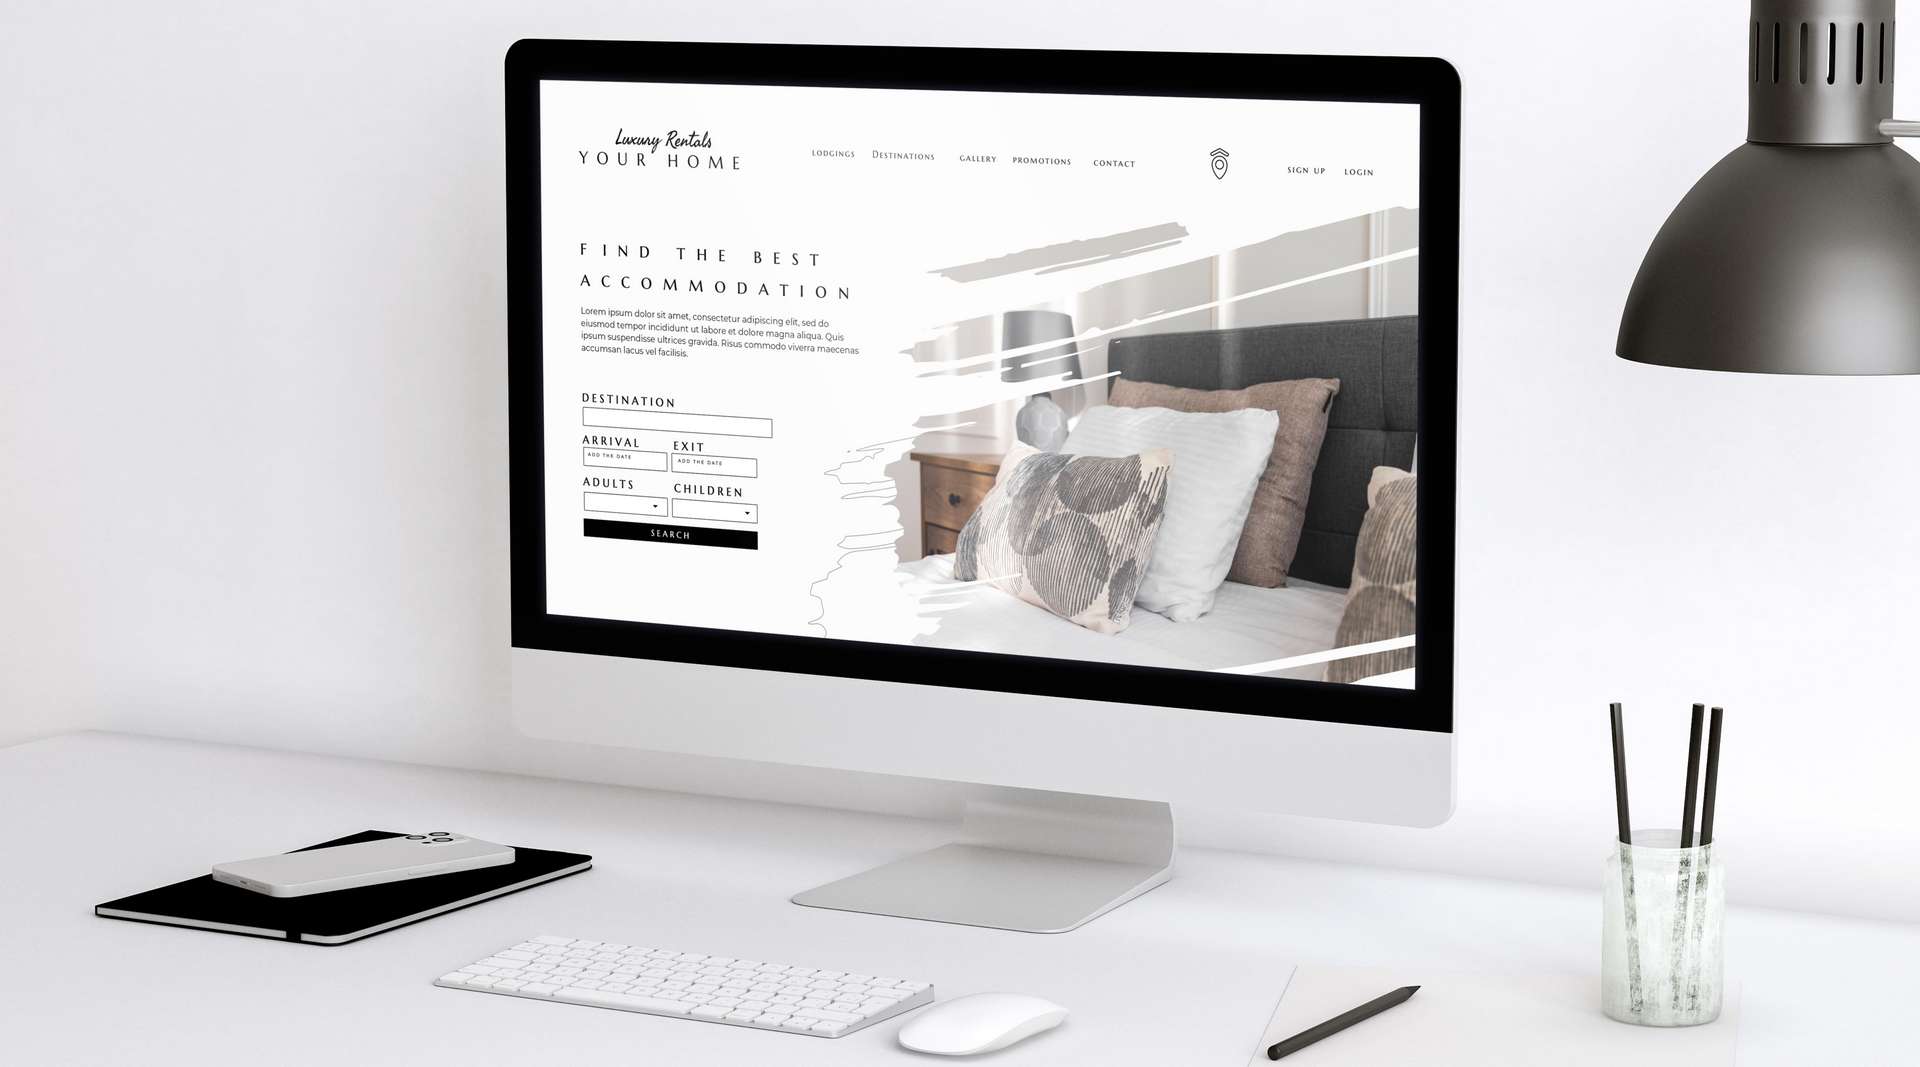 Luxury Rentals
YOUR HOME
LODGINGS DESTINATIONS GALLERY PROMOTIONS CONTACT
SIGN UP LOGIN
FIND THE BEST
ACCOMMODATION
Lorem ipsum dolor sit amet, consectetur adipiscing elit, sed do
eiusmod tempor incididunt ut labore et dolore magna aliqua. Quis
ipsum suspendisse ultrices gravida. Risus commodo viverra maecenas
accumsan lacus vel facilisis.
DESTINATION
ARRIVAL EXIT
ADD THE DATE ADD THE DATE
ADULTS CHILDREN
SEARCH